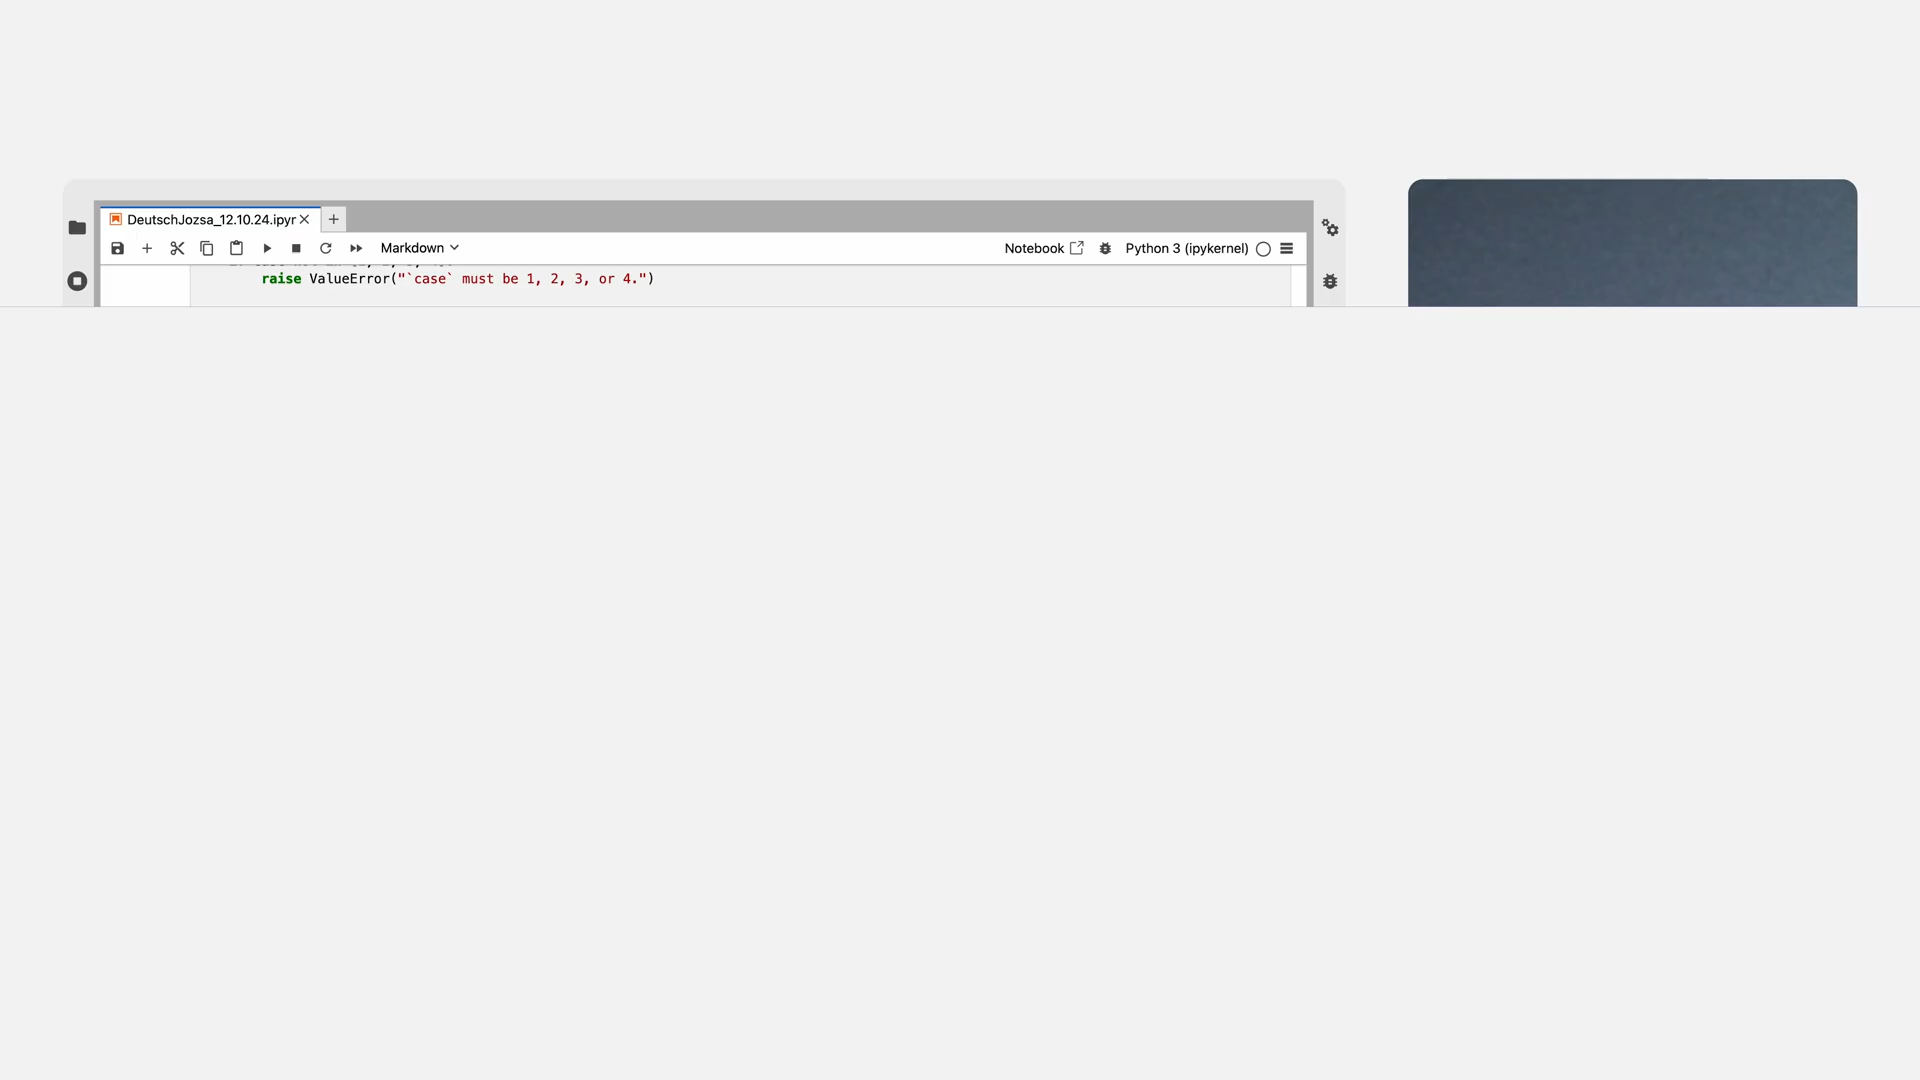 DeutschJozsa_12.10.24.ipyr
Markdown
Notebook
Python 3 (ipykernel)
raise ValueError("`case` must be 1, 2, 3, or 4.")